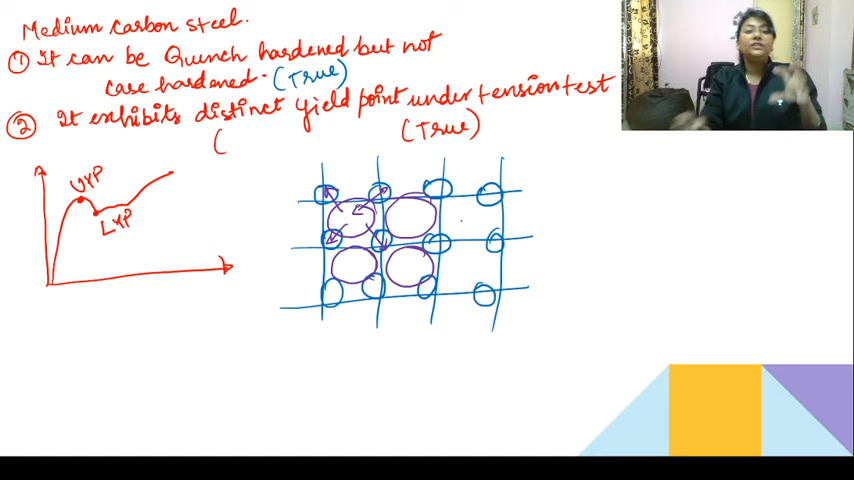 Medium carbon steel.
① It can be Qunch hardened but not
case hardened. (True)
② It exhibits distinct yield point under tension test
( (True)
UYP
LYP